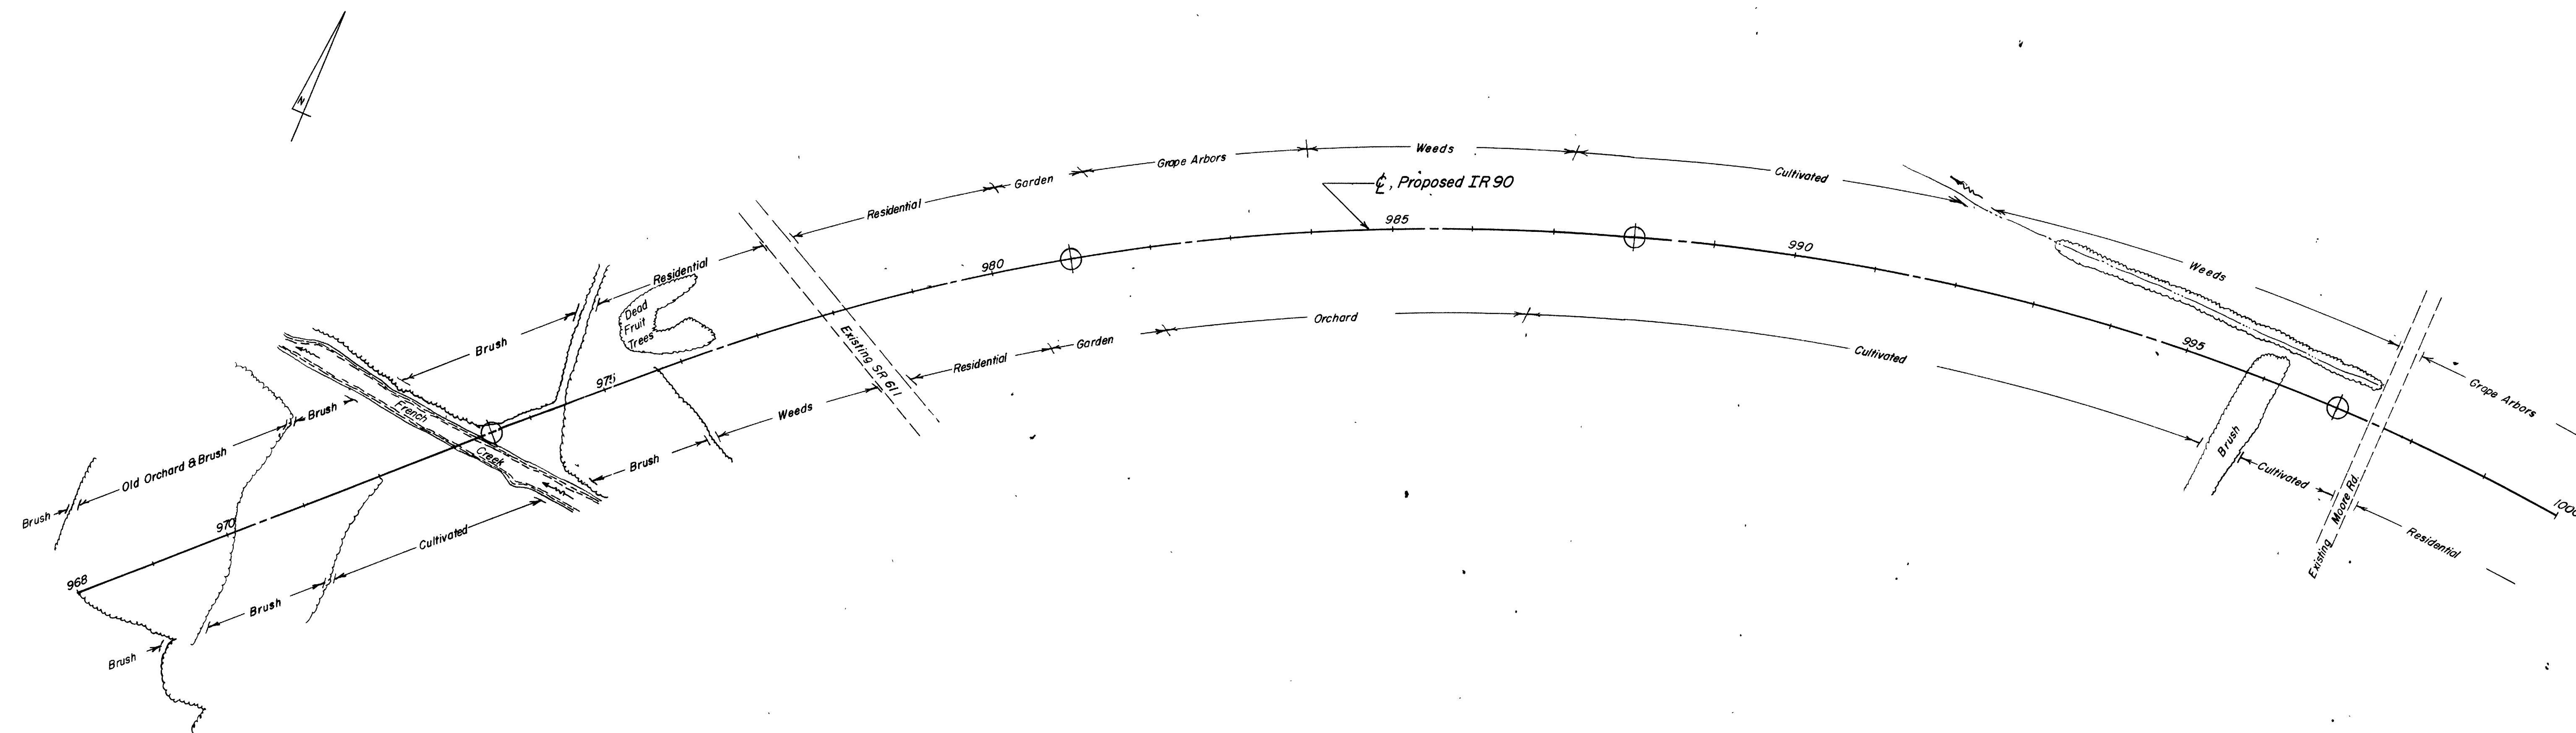 N
Grape Arbors
Weeds
Garden
Cultivated
℄, Proposed IR 90
Residential
985
990
Residential
980
Weeds
Dead
Fruit
Trees
Orchard
Brush
Existing SR 611
Residential
Garden
995
Cultivated
975
Grape Arbors
French
Creek
Brush
Weeds
Old Orchard & Brush
Brush
Brush
Cultivated
Existing Moore Rd.
1000
Brush
970
Cultivated
Residential
968
Brush
Brush